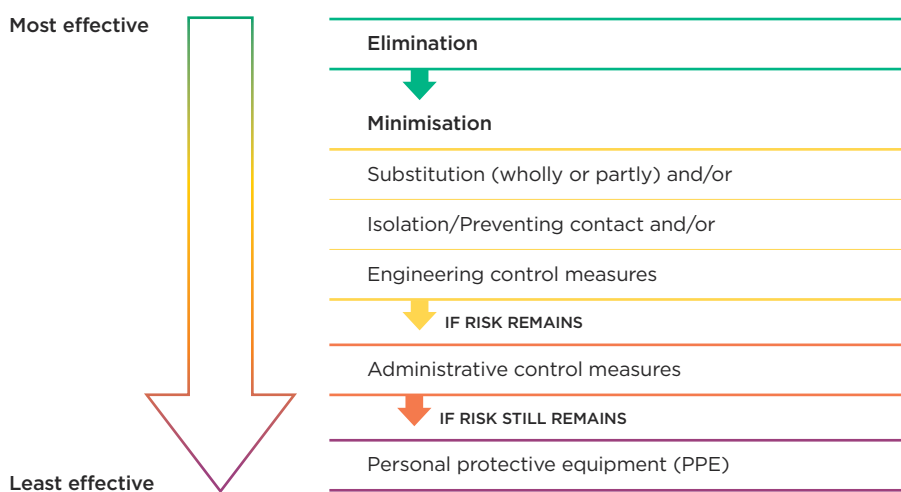 Most effective
Elimination
Minimisation
Substitution (wholly or partly) and/or
Isolation/Preventing contact and/or
Engineering control measures
IF RISK REMAINS
Administrative control measures
IF RISK STILL REMAINS
Personal protective equipment (PPE)
Least effective